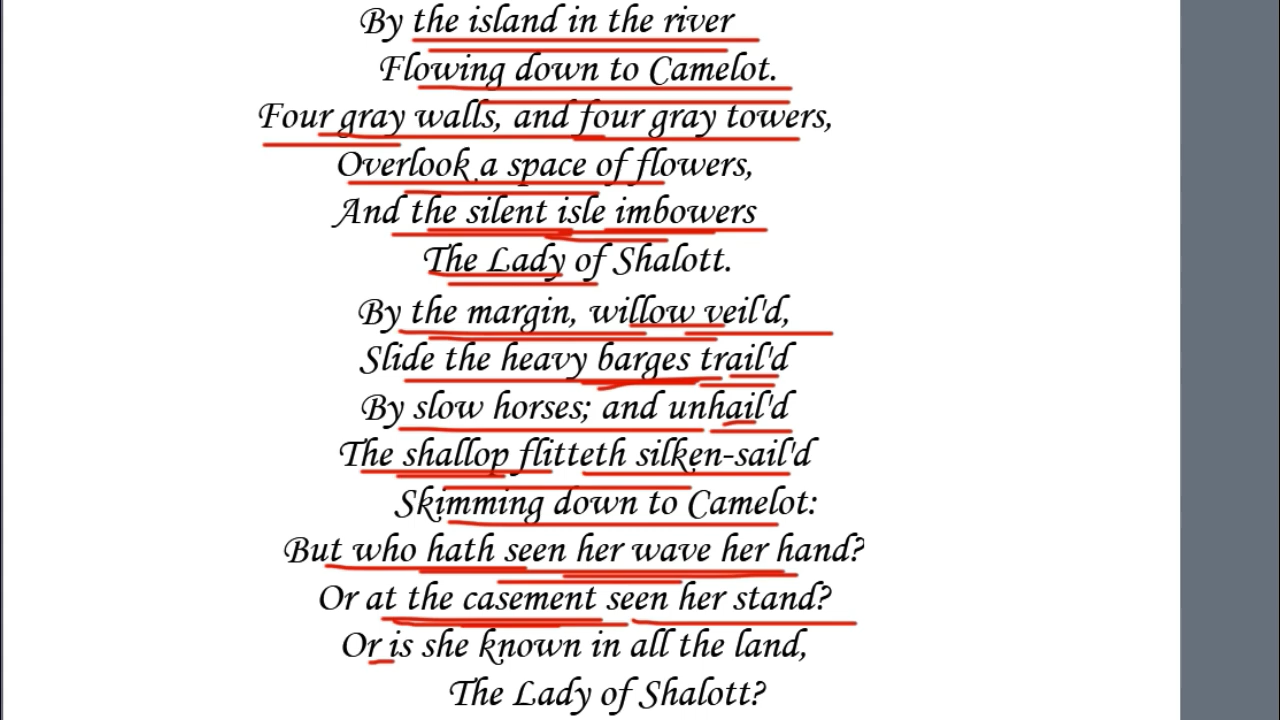 By the island in the river
Flowing down to Camelot.
Four gray walls, and four gray towers,
Overlook a space of flowers,
And the silent isle imbowers
The Lady of Shalott.
By the margin, willow veil'd,
Slide the heavy barges trail'd
By slow horses; and unhail'd
The shallop flitteth silken-sail'd
Skimming down to Camelot:
But who hath seen her wave her hand?
Or at the casement seen her stand?
Or is she known in all the land,
The Lady of Shalott?